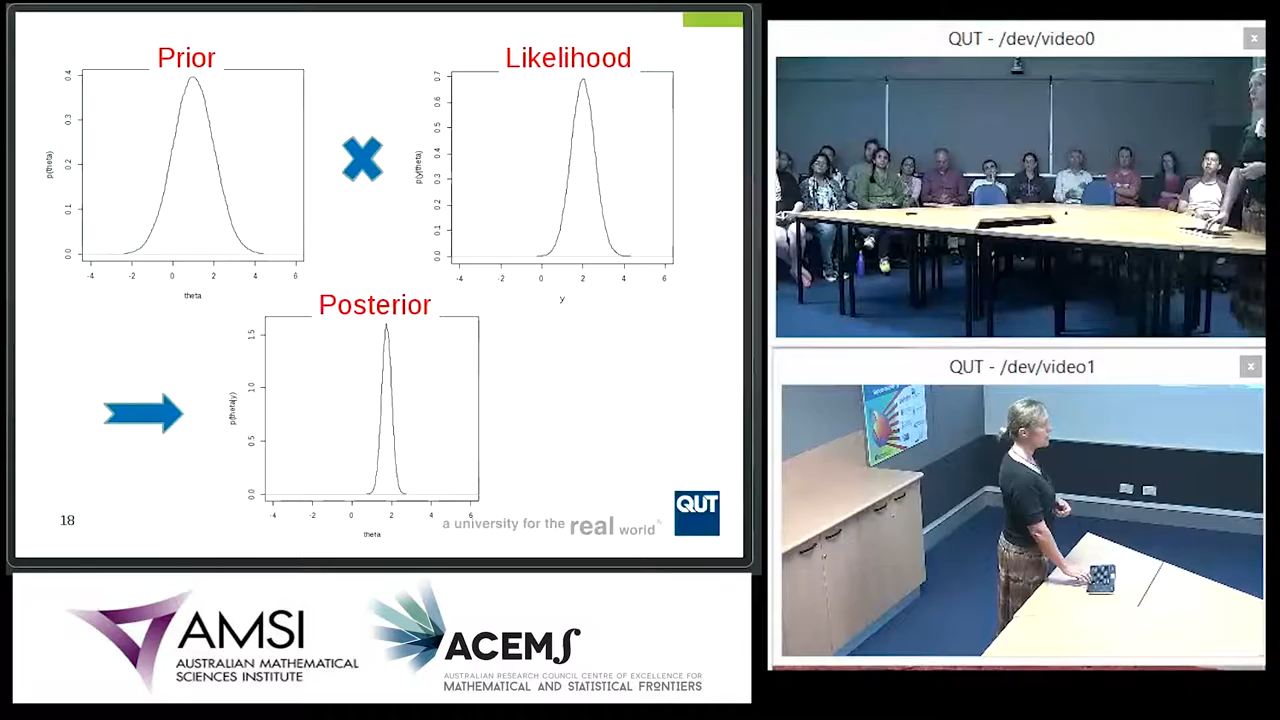 Prior
Likelihood
0.4
0.3
0.2
0.1
0.0
p(theta)
-4
-2
0
2
4
6
theta
0.7
0.6
0.5
0.4
0.3
0.2
0.1
0.0
p(y|theta)
-4
-2
0
2
4
6
y
Posterior
1.5
1.0
0.5
0.0
p(theta|y)
-4
-2
0
2
4
6
theta
18
a university for the real world
QUT
AMSI
AUSTRALIAN MATHEMATICAL
SCIENCES INSTITUTE
ACEMS
AUSTRALIAN RESEARCH COUNCIL CENTRE OF EXCELLENCE FOR
MATHEMATICAL AND STATISTICAL FRONTIERS
QUT - /dev/video0
x
QUT - /dev/video1
x